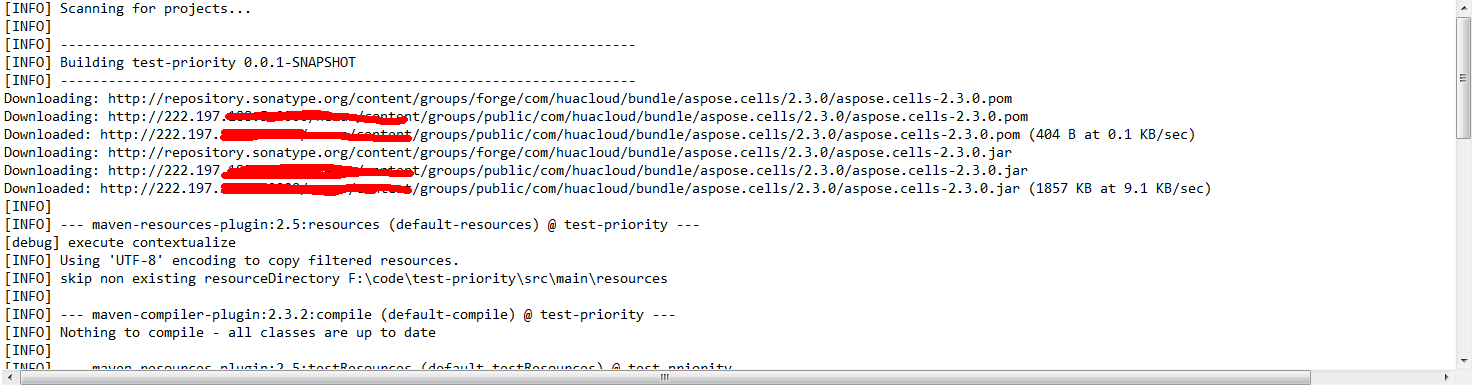 [INFO] Scanning for projects...
[INFO]
[INFO] ------------------------------------------------------------------------
[INFO] Building test-priority 0.0.1-SNAPSHOT
[INFO] ------------------------------------------------------------------------
Downloading: http://repository.sonatype.org/content/groups/forge/com/huacloud/bundle/aspose.cells/2.3.0/aspose.cells-2.3.0.pom
Downloading: http://222.197. /content/groups/public/com/huacloud/bundle/aspose.cells/2.3.0/aspose.cells-2.3.0.pom
Downloaded: http://222.197. /content/groups/public/com/huacloud/bundle/aspose.cells/2.3.0/aspose.cells-2.3.0.pom (404 B at 0.1 KB/sec)
Downloading: http://repository.sonatype.org/content/groups/forge/com/huacloud/bundle/aspose.cells/2.3.0/aspose.cells-2.3.0.jar
Downloading: http://222.197. /content/groups/public/com/huacloud/bundle/aspose.cells/2.3.0/aspose.cells-2.3.0.jar
Downloaded: http://222.197. /content/groups/public/com/huacloud/bundle/aspose.cells/2.3.0/aspose.cells-2.3.0.jar (1857 KB at 9.1 KB/sec)
[INFO]
[INFO] --- maven-resources-plugin:2.5:resources (default-resources) @ test-priority ---
[debug] execute contextualize
[INFO] Using 'UTF-8' encoding to copy filtered resources.
[INFO] skip non existing resourceDirectory F:\code\test-priority\src\main\resources
[INFO]
[INFO] --- maven-compiler-plugin:2.3.2:compile (default-compile) @ test-priority ---
[INFO] Nothing to compile - all classes are up to date
[INFO]
[INFO] --- maven-resources-plugin:2.5:testResources (default-testResources) @ test-priority